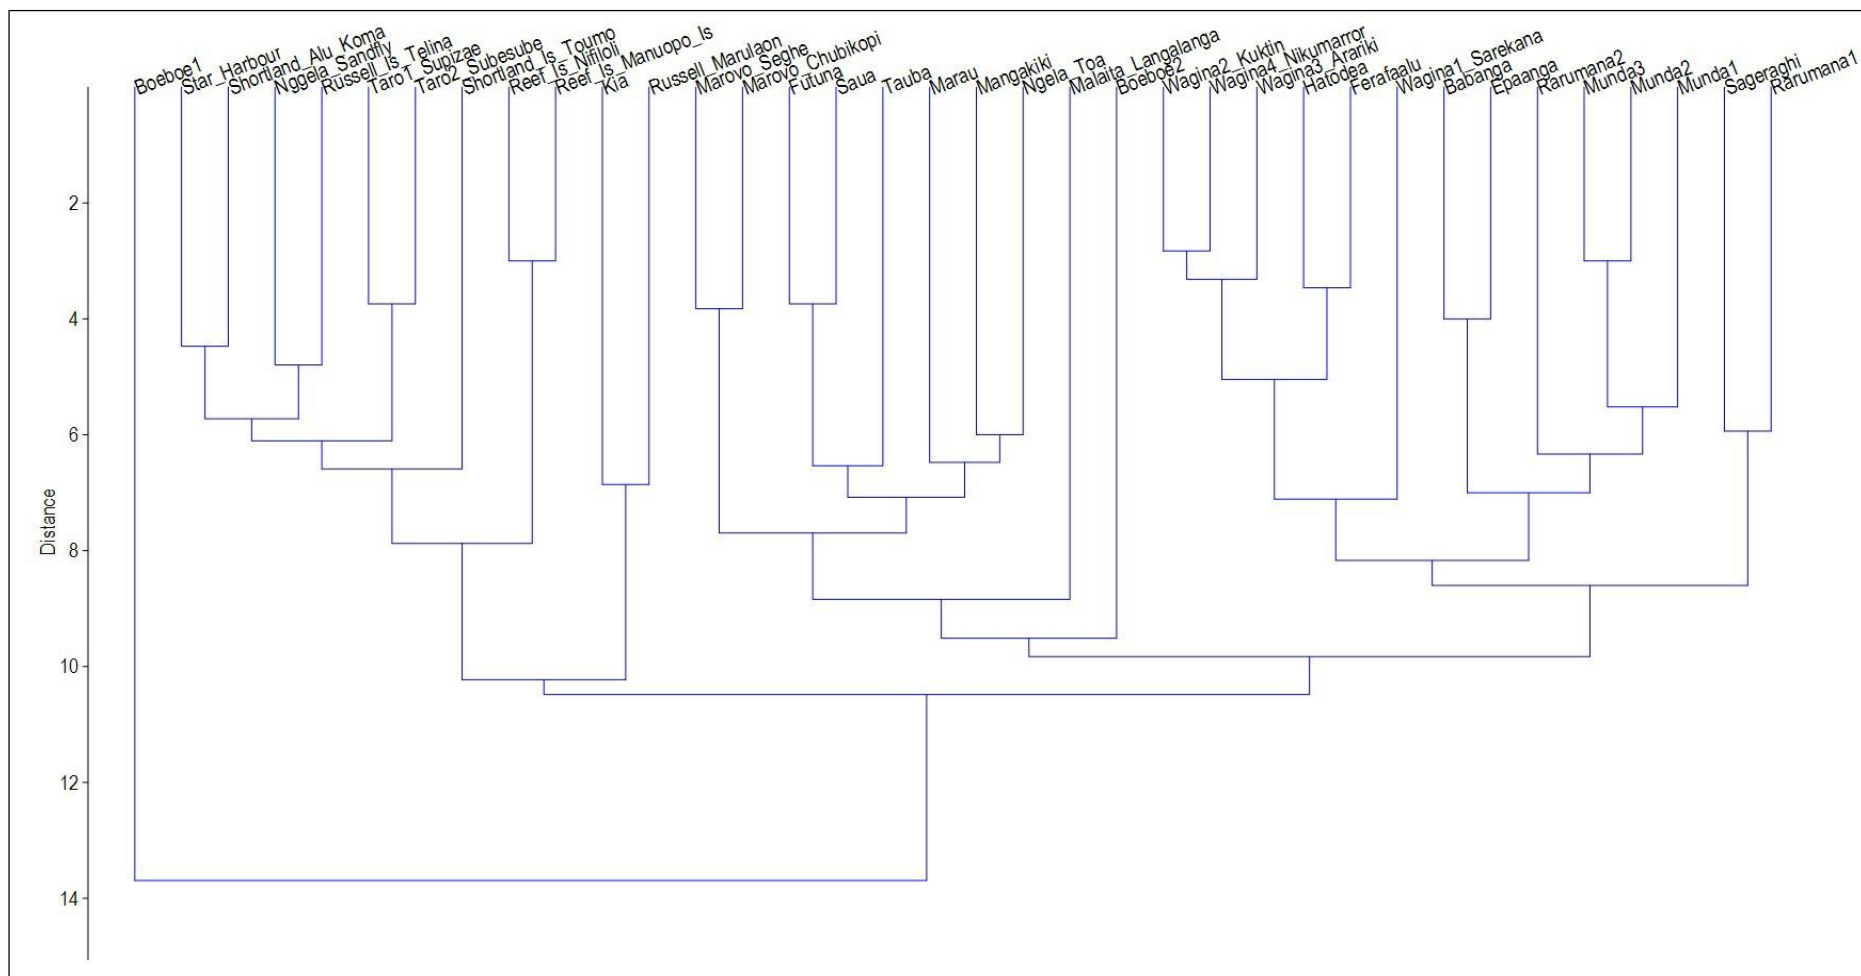 Boeboe1
Star_Harbour
Shortland_Alu_Koma
Nggela_Sandfly
Russell_Is_Telina
Taro1_Supizae
Taro2_Subesube
Shortland_Is_Toumo
Reef_Is_Nifiloli
Reef_Is_Manuopo_Is
Kia
Russell_Marulaon
Marovo_Seghe
Marovo_Chubikopi
Futuna
Saua
Tauba
Marau
Mangakiki
Ngela_Toa
Malaita_Langalanga
Boeboe2
Wagina2_Kuktin
Wagina4_Nikumarror
Wagina3_Arariki
Hatodea
Ferafaalu
Wagina1_Sarekana
Babanga
Epaanga
Rarumana2
Munda3
Munda2
Munda1
Sageraghi
Rarumana1
2
4
6
8
10
12
14
Distance